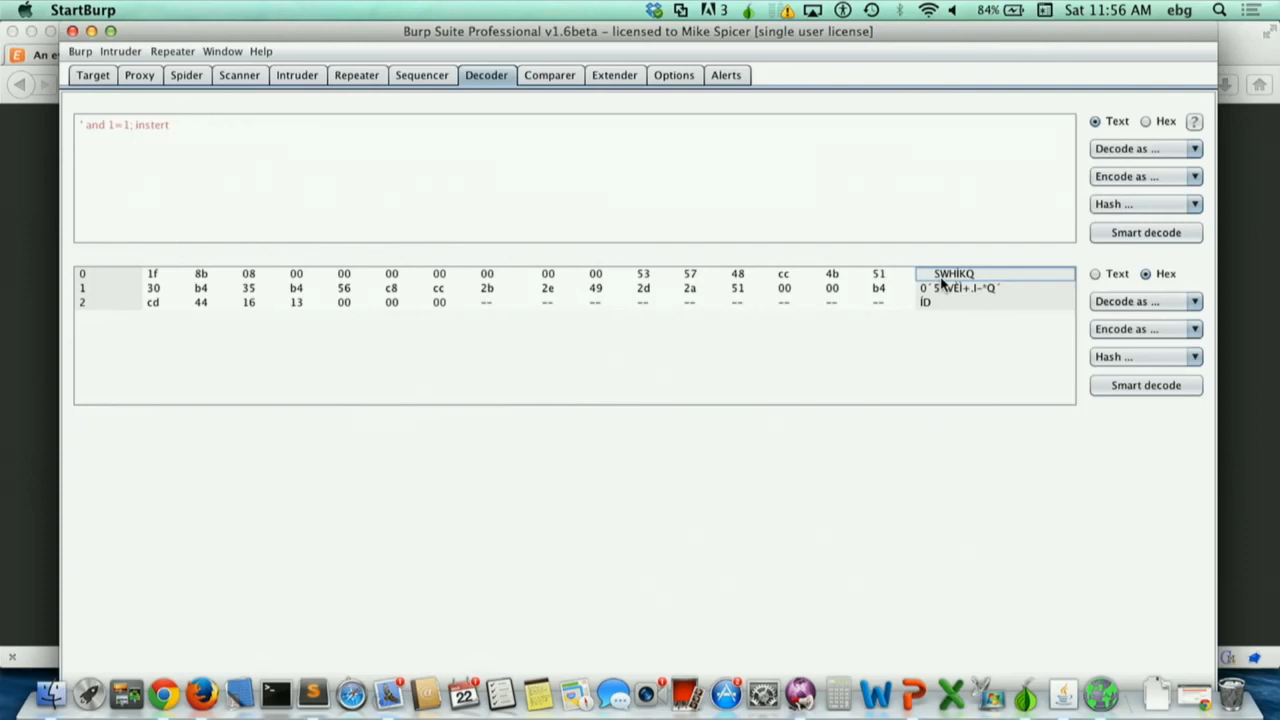 StartBurp 3 84% Sat 11:56 AM ebg
Burp Suite Professional v1.6beta - licensed to Mike Spicer [single user license]
Burp Intruder Repeater Window Help
An e
Target Proxy Spider Scanner Intruder Repeater Sequencer Decoder Comparer Extender Options Alerts
' and 1=1; instert
Text Hex ?
Decode as ...
Encode as ...
Hash ...
Smart decode
0 1f 8b 08 00 00 00 00 00 00 00 53 57 48 cc 4b 51 SWHÌKQ
1 30 b4 35 b4 56 c8 cc 2b 2e 49 2d 2a 51 00 00 b4
2 cd 44 16 13 00 00 00 -- -- -- -- -- -- -- -- -- ÍD
Text Hex
Decode as ...
Encode as ...
Hash ...
Smart decode
22